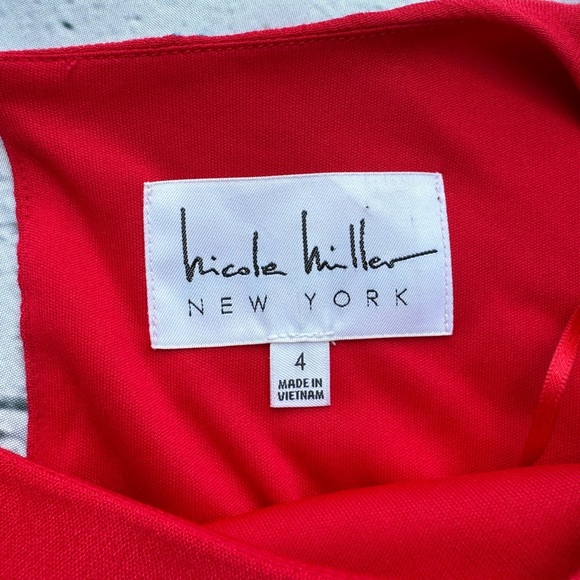 nicole miller
NEW YORK
4
MADE IN
VIETNAM